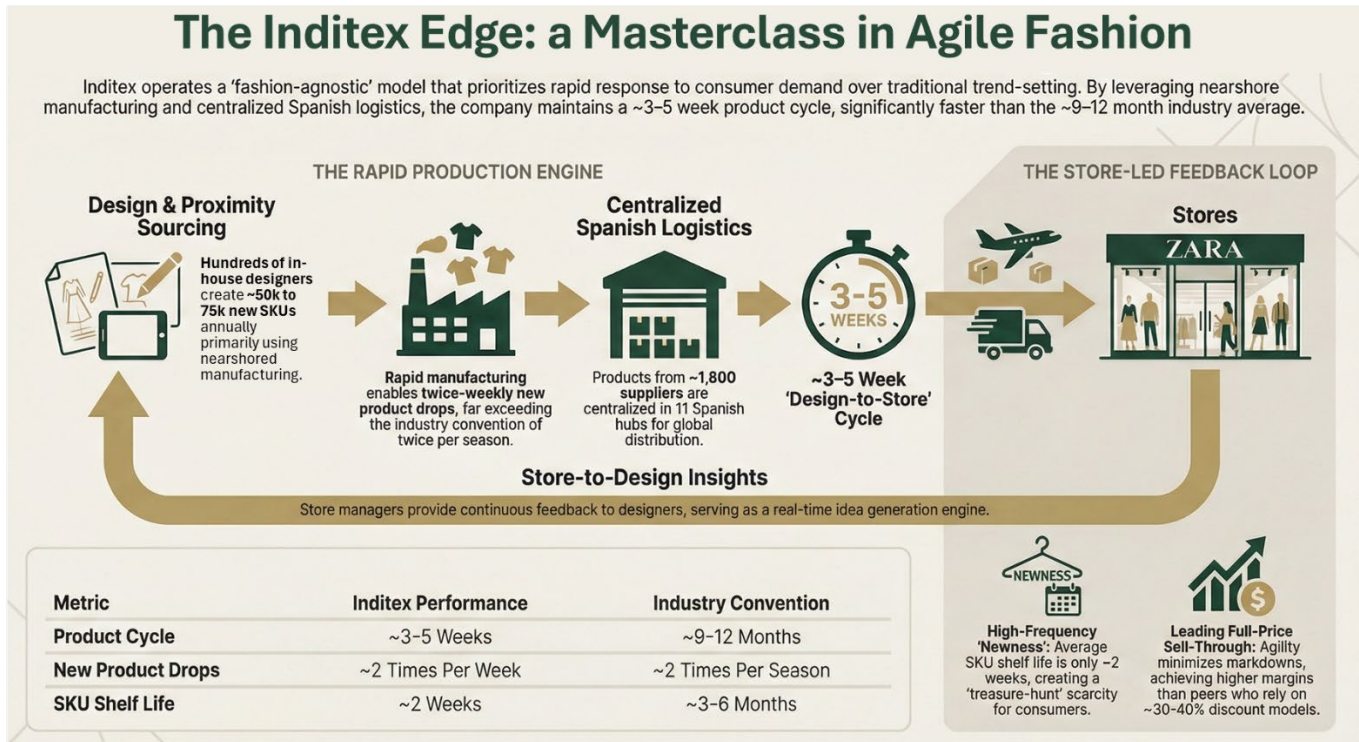 The Inditex Edge: a Masterclass in Agile Fashion
Inditex operates a 'fashion-agnostic' model that prioritizes rapid response to consumer demand over traditional trend-setting. By leveraging nearshore
manufacturing and centralized Spanish logistics, the company maintains a ~3–5 week product cycle, significantly faster than the ~9–12 month industry average.
THE RAPID PRODUCTION ENGINE
Design & Proximity
Sourcing
Hundreds of in-
house designers
create ~50k to
75k new SKUs
annually
primarily using
nearshored
manufacturing.
Rapid manufacturing
enables twice-weekly new
product drops, far exceeding
the industry convention of
twice per season.
Centralized
Spanish Logistics
Products from ~1,800
suppliers are
centralized in 11 Spanish
hubs for global
distribution.
3-5
WEEKS
~3–5 Week
'Design-to-Store'
Cycle
THE STORE-LED FEEDBACK LOOP
Stores
ZARA
Store-to-Design Insights
Store managers provide continuous feedback to designers, serving as a real-time idea generation engine.
Metric Inditex Performance Industry Convention
Product Cycle ~3–5 Weeks ~9–12 Months
New Product Drops ~2 Times Per Week ~2 Times Per Season
SKU Shelf Life ~2 Weeks ~3–6 Months
NEWNESS
High-Frequency
'Newness': Average
SKU shelf life is only ~2
weeks, creating a
'treasure-hunt' scarcity
for consumers.
$
Leading Full-Price
Sell-Through: Agility
minimizes markdowns,
achieving higher margins
than peers who rely on
~30-40% discount models.